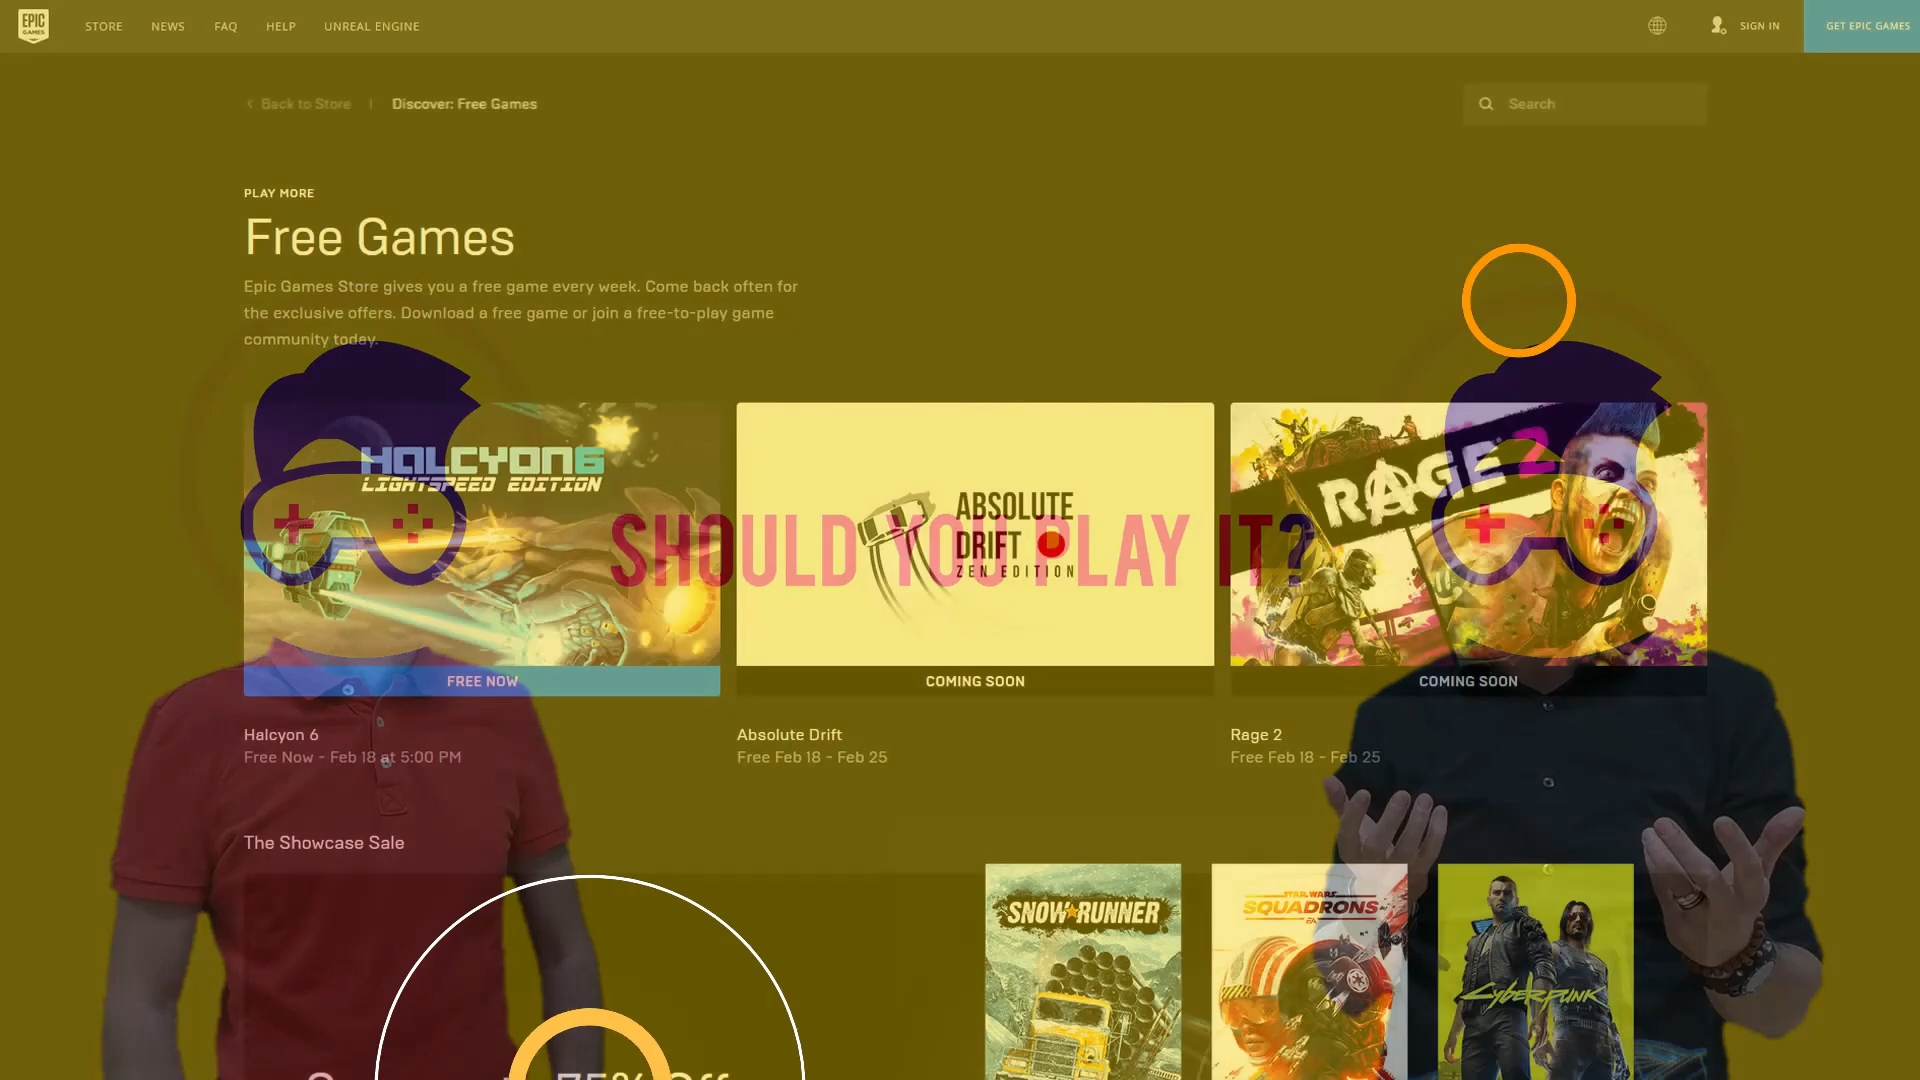 EPIC
GAMES
STORE
NEWS
FAQ
HELP
UNREAL ENGINE
SIGN IN
GET EPIC GAMES
Back to Store
Discover: Free Games
Search
PLAY MORE
Free Games
Epic Games Store gives you a free game every week. Come back often for
the exclusive offers. Download a free game or join a free-to-play game
community today.
HALCYON6
LIGHTSPEED EDITION
ABSOLUTE
DRIFT
ZEN EDITION
RAGE 2
SHOULD YOU PLAY IT?
FREE NOW
COMING SOON
COMING SOON
Halcyon 6
Free Now - Feb 18 at 5:00 PM
Absolute Drift
Free Feb 18 - Feb 25
Rage 2
Free Feb 18 - Feb 25
The Showcase Sale
SNOWRUNNER
STAR WARS
SQUADRONS
EA
CYBERPUNK
75% Off